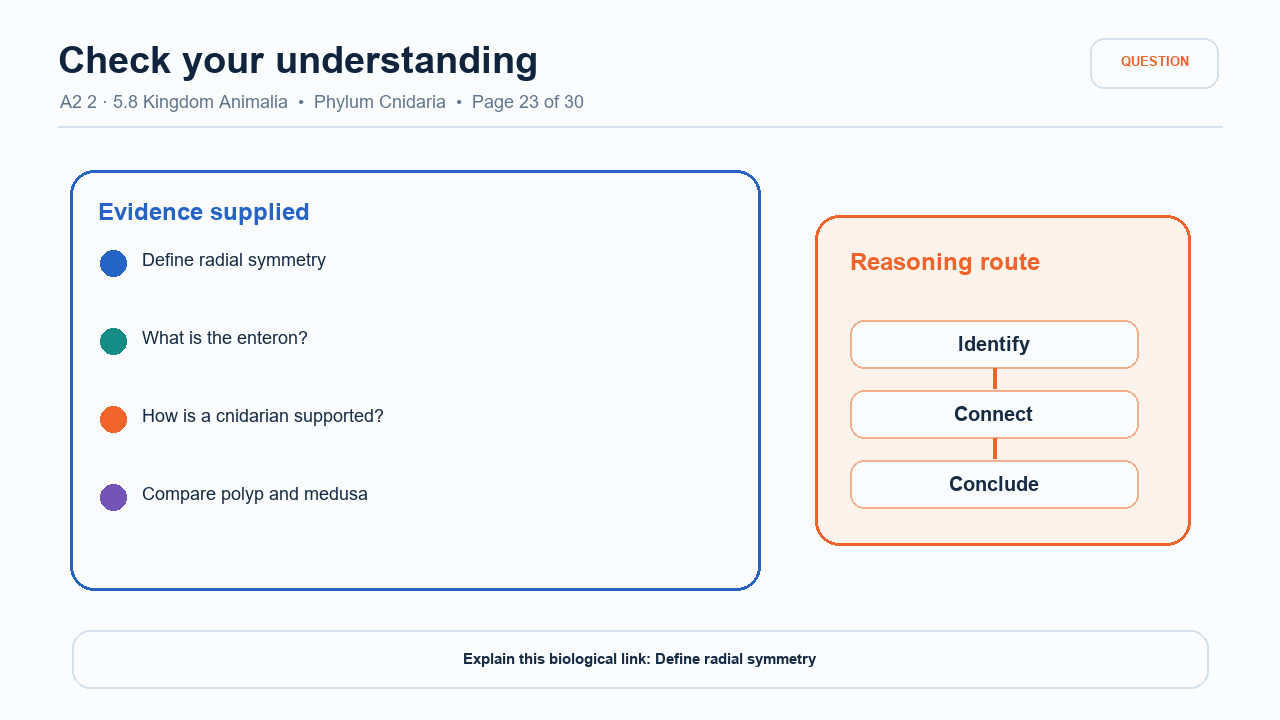 Check your understanding
QUESTION
A2 2 · 5.8 Kingdom Animalia • Phylum Cnidaria • Page 23 of 30
Evidence supplied
Define radial symmetry
What is the enteron?
How is a cnidarian supported?
Compare polyp and medusa
Reasoning route
Identify
Connect
Conclude
Explain this biological link: Define radial symmetry